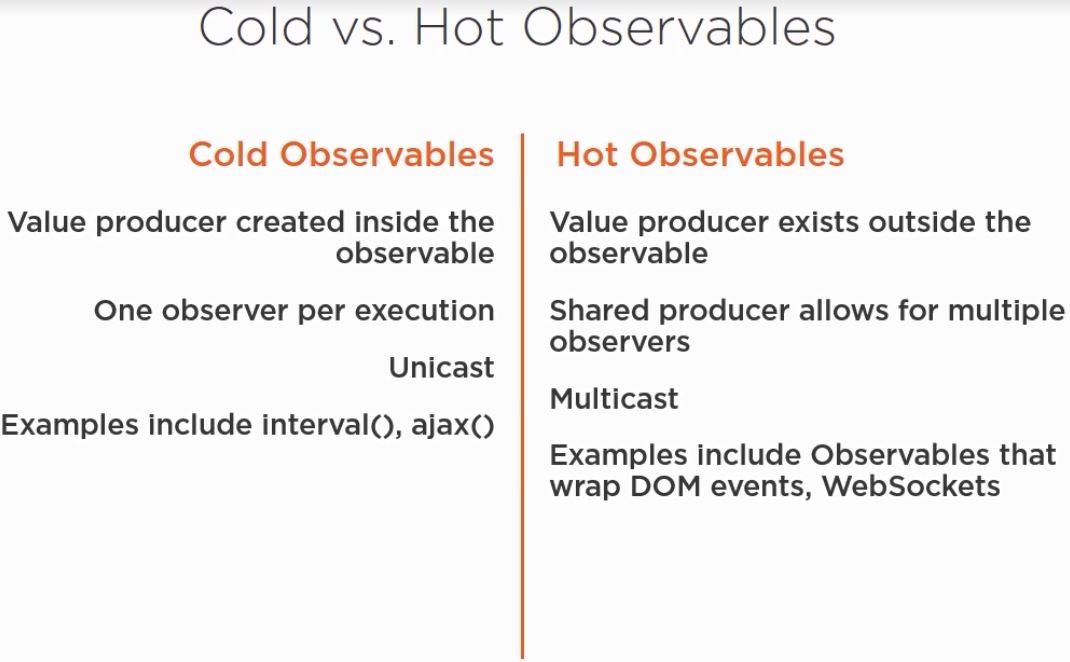 Cold vs. Hot Observables
Cold Observables
Value producer created inside the
observable
One observer per execution
Unicast
Examples include interval(), ajax()
Hot Observables
Value producer exists outside the
observable
Shared producer allows for multiple
observers
Multicast
Examples include Observables that
wrap DOM events, WebSockets